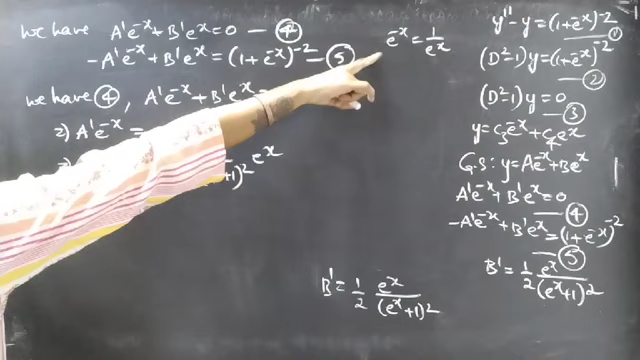 we have A'e^-x + B'e^x = 0 — (4)
-A'e^-x + B'e^x = (1+e^-x)^-2 — (5)
we have (4), A'e^-x + B'e^x =
⇒ A'e^-x =
+1)^2 e^x
B' = 1/2 e^x/(e^x+1)^2
e^-x = 1/e^x
y'' - y = (1+e^-x)^-2 — (1)
(D^2-1)y = (1+e^-x)^-2 — (2)
(D^2-1)y = 0 — (3)
y = C3e^-x + C4e^x
G.S: y = Ae^-x + Be^x
A'e^-x + B'e^x = 0 — (4)
-A'e^-x + B'e^x = (1+e^-x)^-2 — (5)
B' = 1/2 e^x/(e^x+1)^2